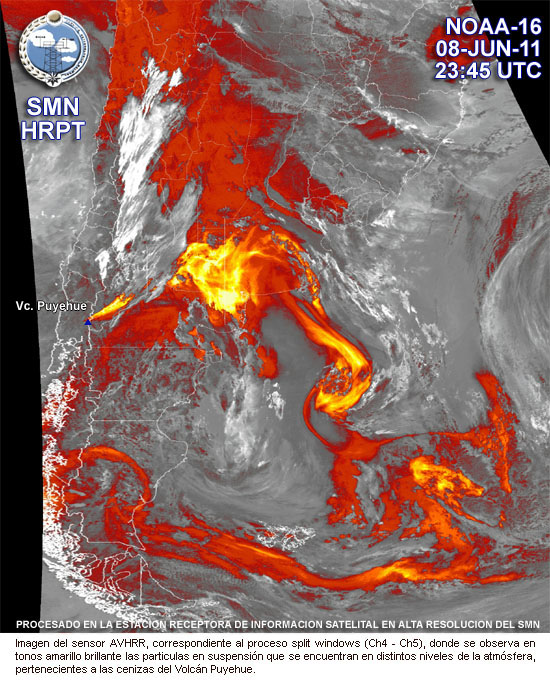 NOAA-16
08-JUN-11
23:45 UTC
SMN
HRPT
Vc. Puyehue
PROCESADO EN LA ESTACION RECEPTORA DE INFORMACION SATELITAL EN ALTA RESOLUCION DEL SMN
Imagen del sensor AVHRR, correspondiente al proceso split windows (Ch4 - Ch5), donde se observa en
tonos amarillo brillante las particulas en suspensión que se encuentran en distintos niveles de la atmósfera,
pertenecientes a las cenizas del Volcán Puyehue.